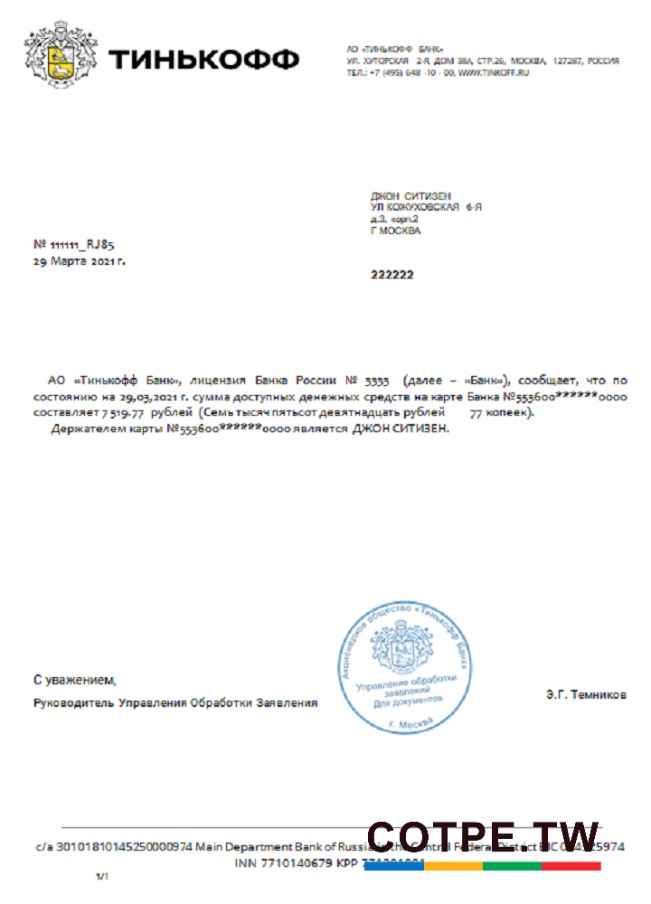 ТИНЬКОФФ
АО «ТИНЬКОФФ БАНК»
УЛ. ХУТОРСКАЯ 2-Я, ДОМ 38А, СТР.26, МОСКВА, 127287, РОССИЯ
ТЕЛ.: +7 (495) 648 -10 - 00, WWW.TINKOFF.RU
ДЖОН СИТИЗЕН
УЛ КОЖУХОВСКАЯ 6-Я
д.3, корп.2
Г МОСКВА
№ 111111_RJ85
29 Марта 2021 г.
222222
АО «Тинькофф Банк», лицензия Банка России № 3333 (далее – «Банк»), сообщает, что по
состоянию на 29,03,2021 г. сумма доступных денежных средств на карте Банка №553600******0000
составляет 7 519.77 рублей (Семь тысяч пятьсот девятнадцать рублей 77 копеек).
Держателем карты №553600******0000 является ДЖОН СИТИЗЕН.
Акционерное общество «Тинькофф Банк»
Управление обработки
заявлений
Для документов
г. Москва
С уважением,
Руководитель Управления Обработки Заявления
Э.Г. Темников
COTPE.TW
c/a 30101810145250000974 Main Department Bank of Russia in the Central Federal District
INN 7710140679 KPP
1/1